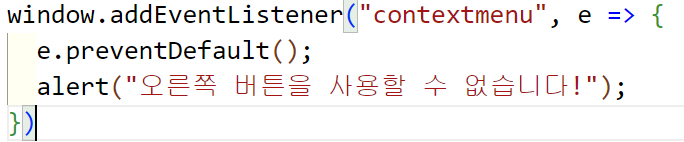 window.addEventListener("contextmenu", e => {
  e.preventDefault();
  alert("오른쪽 버튼을 사용할 수 없습니다!");
})